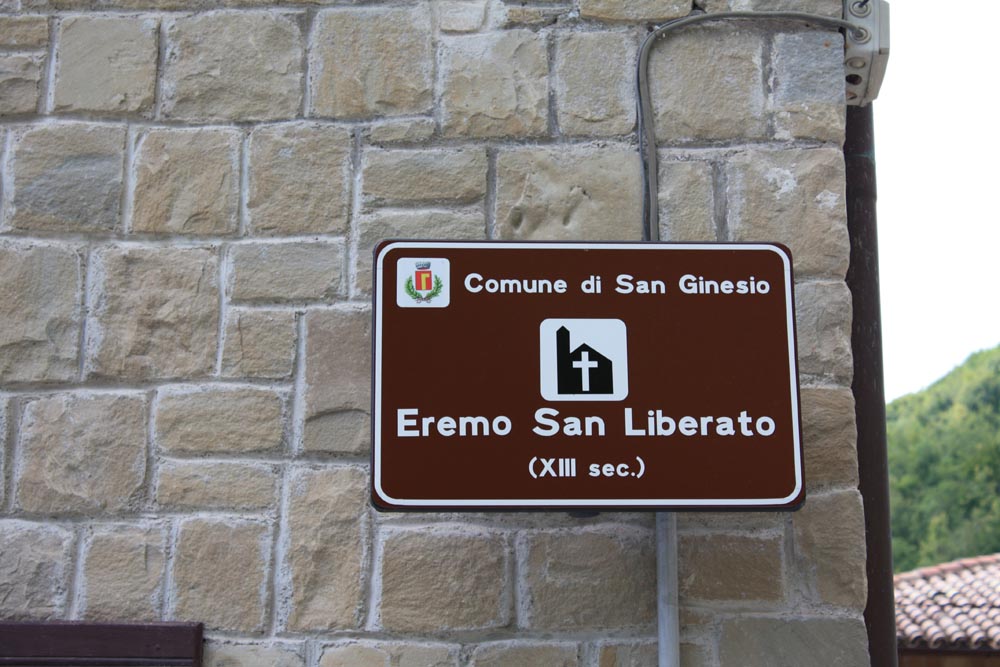 Comune di San Ginesio
Eremo San Liberato
(XIII sec.)